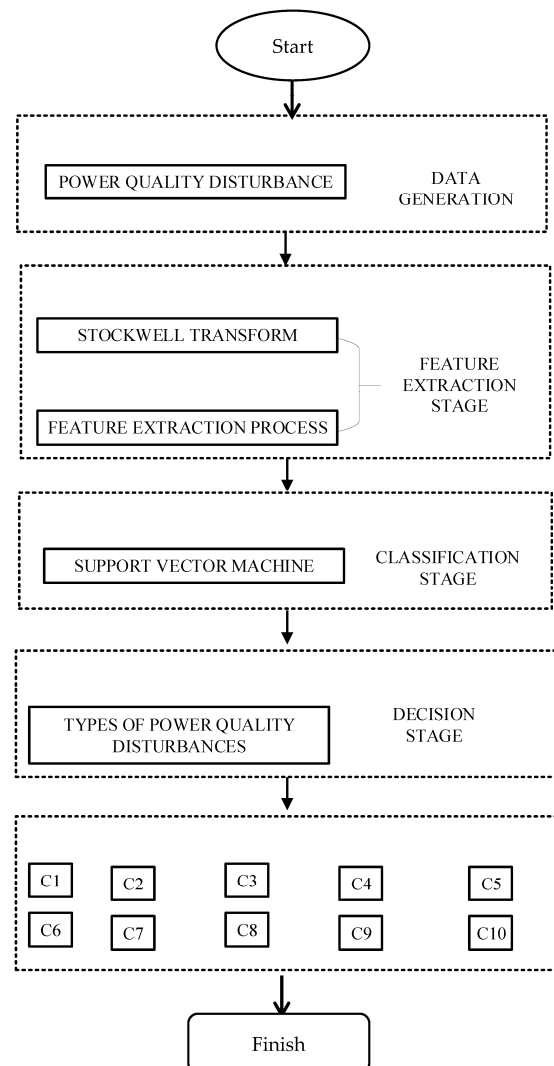 Start
POWER QUALITY DISTURBANCE
DATA
GENERATION
STOCKWELL TRANSFORM
FEATURE
EXTRACTION
STAGE
FEATURE EXTRACTION PROCESS
SUPPORT VECTOR MACHINE
CLASSIFICATION
STAGE
TYPES OF POWER QUALITY
DISTURBANCES
DECISION
STAGE
C1 C2 C3 C4 C5
C6 C7 C8 C9 C10
Finish